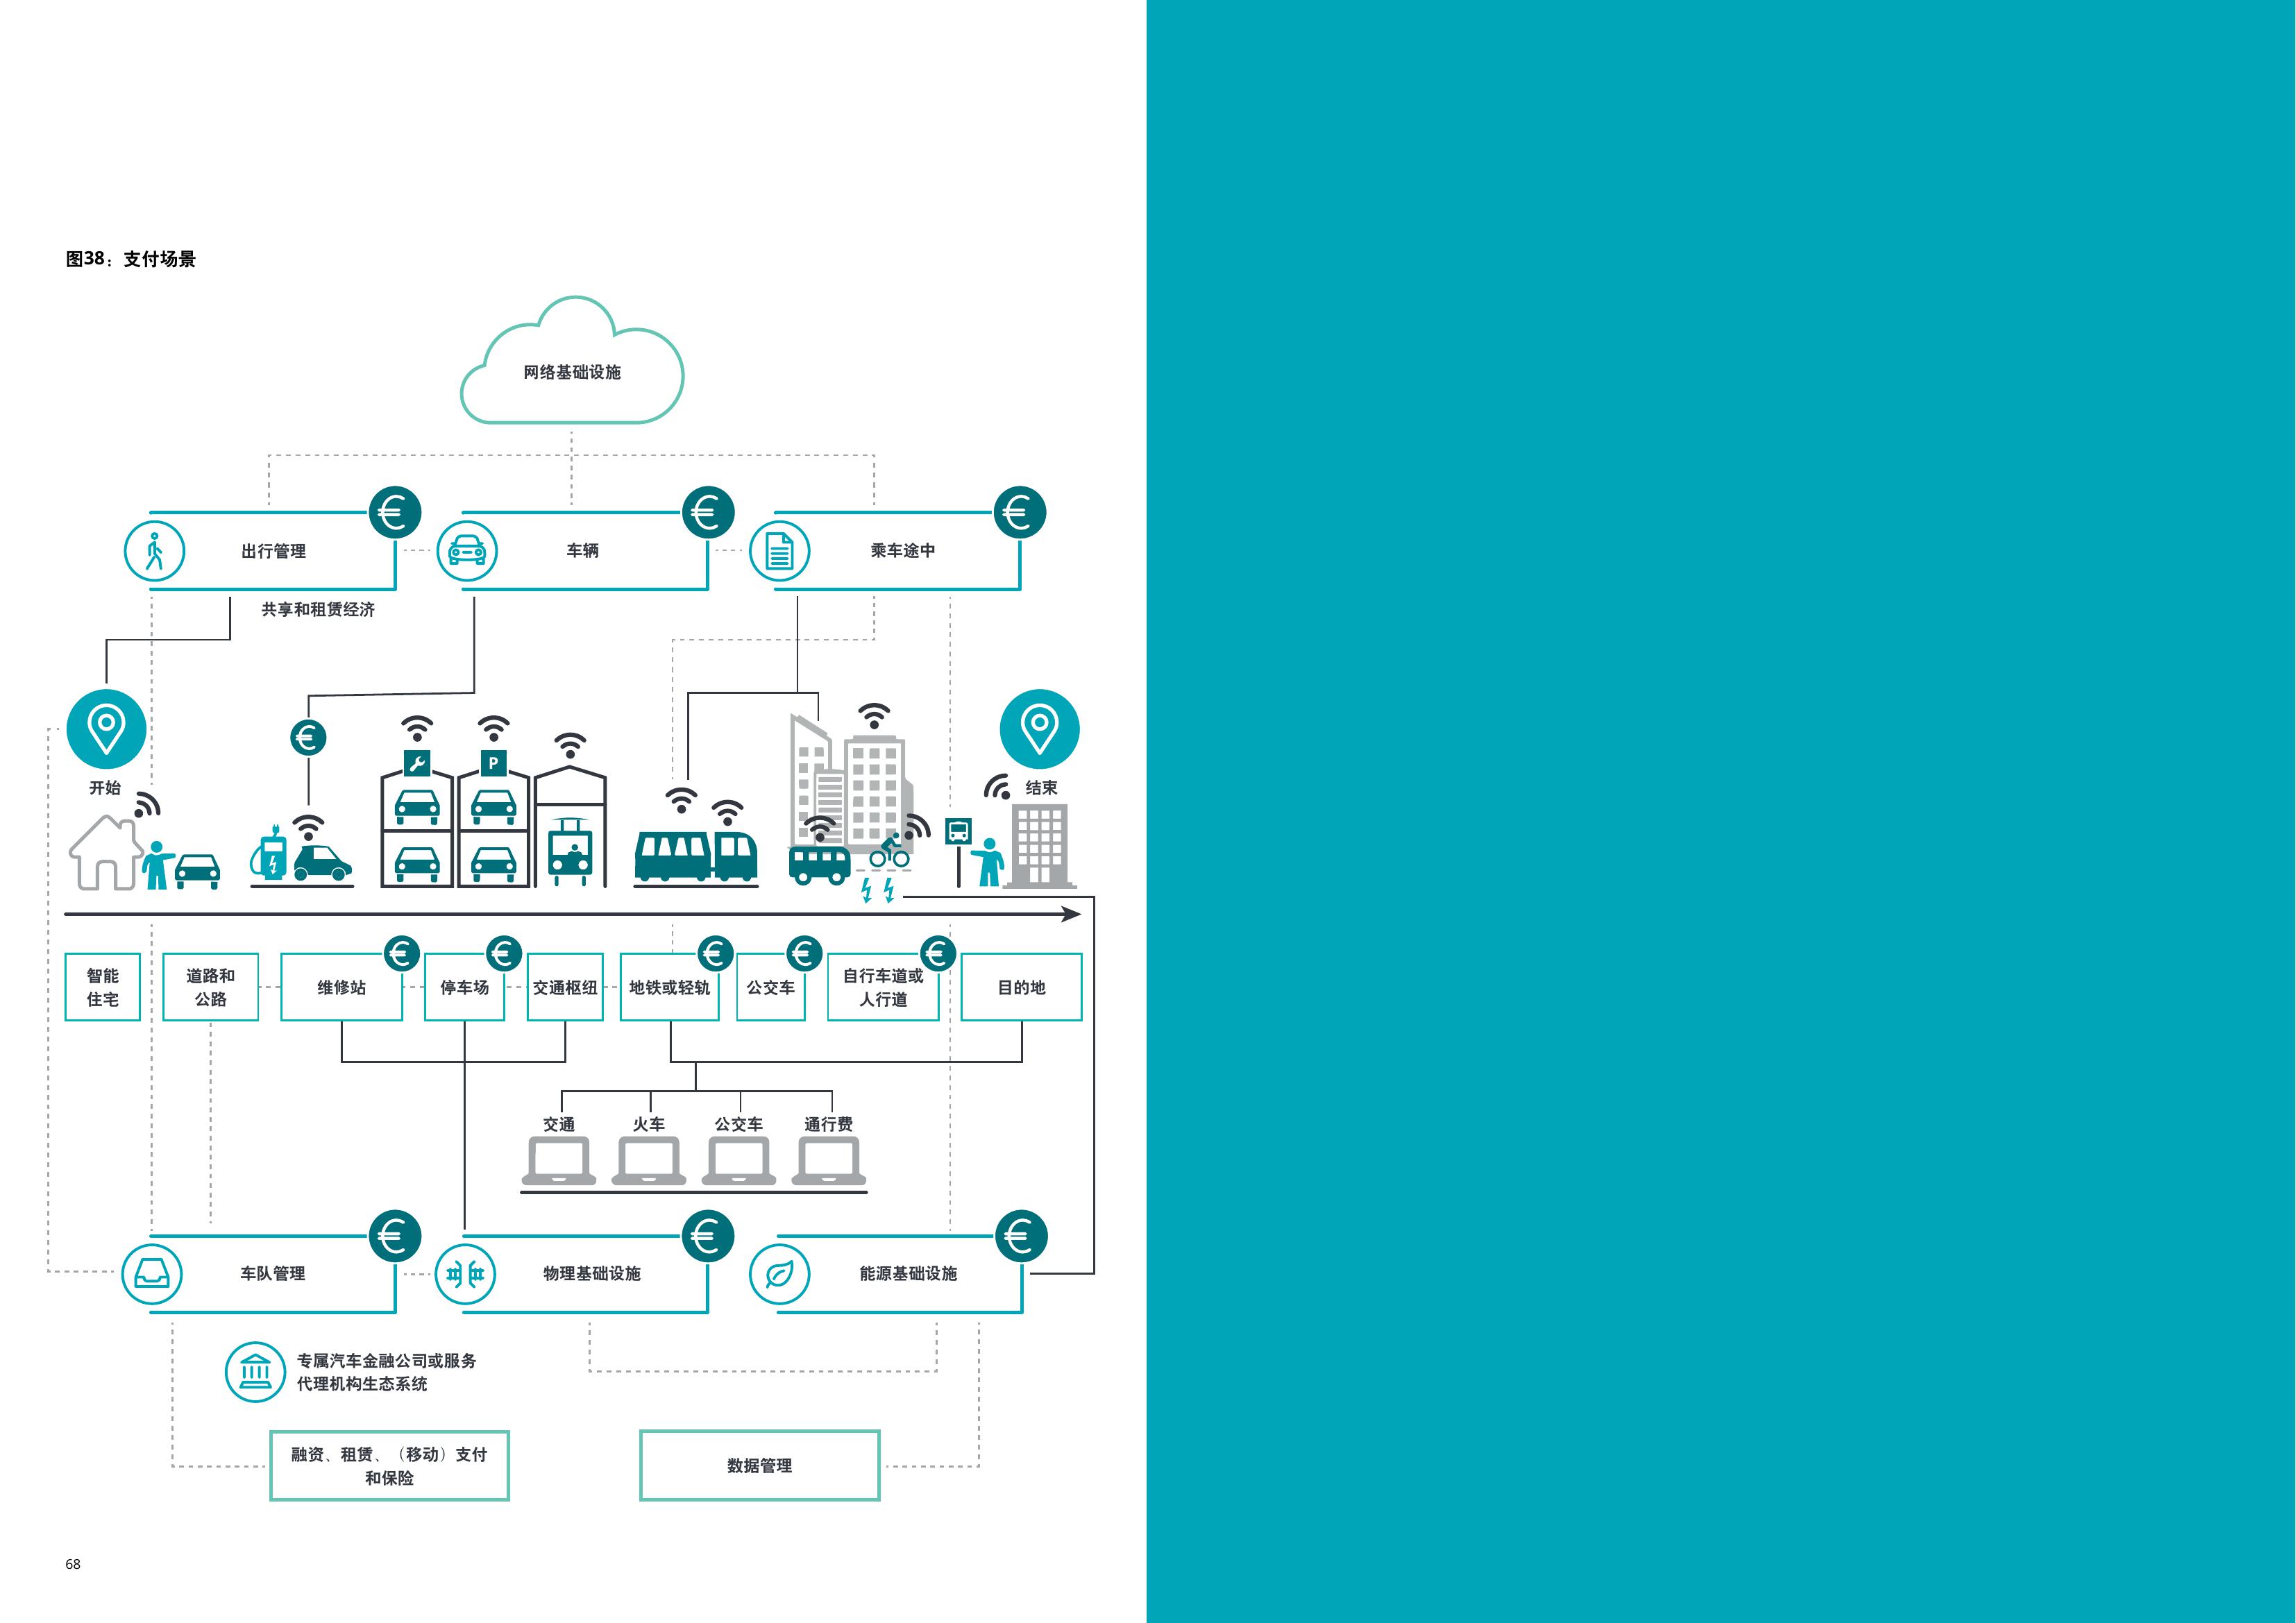 图38：支付场景
网络基础设施
出行管理
车辆
乘车途中
共享和租赁经济
P
开始
结束
智能
住宅
道路和
公路
维修站
停车场
交通枢纽
地铁或轻轨
公交车
自行车道或
人行道
目的地
交通
火车
公交车
通行费
车队管理
物理基础设施
能源基础设施
专属汽车金融公司或服务
代理机构生态系统
融资、租赁、（移动）支付
和保险
数据管理
68